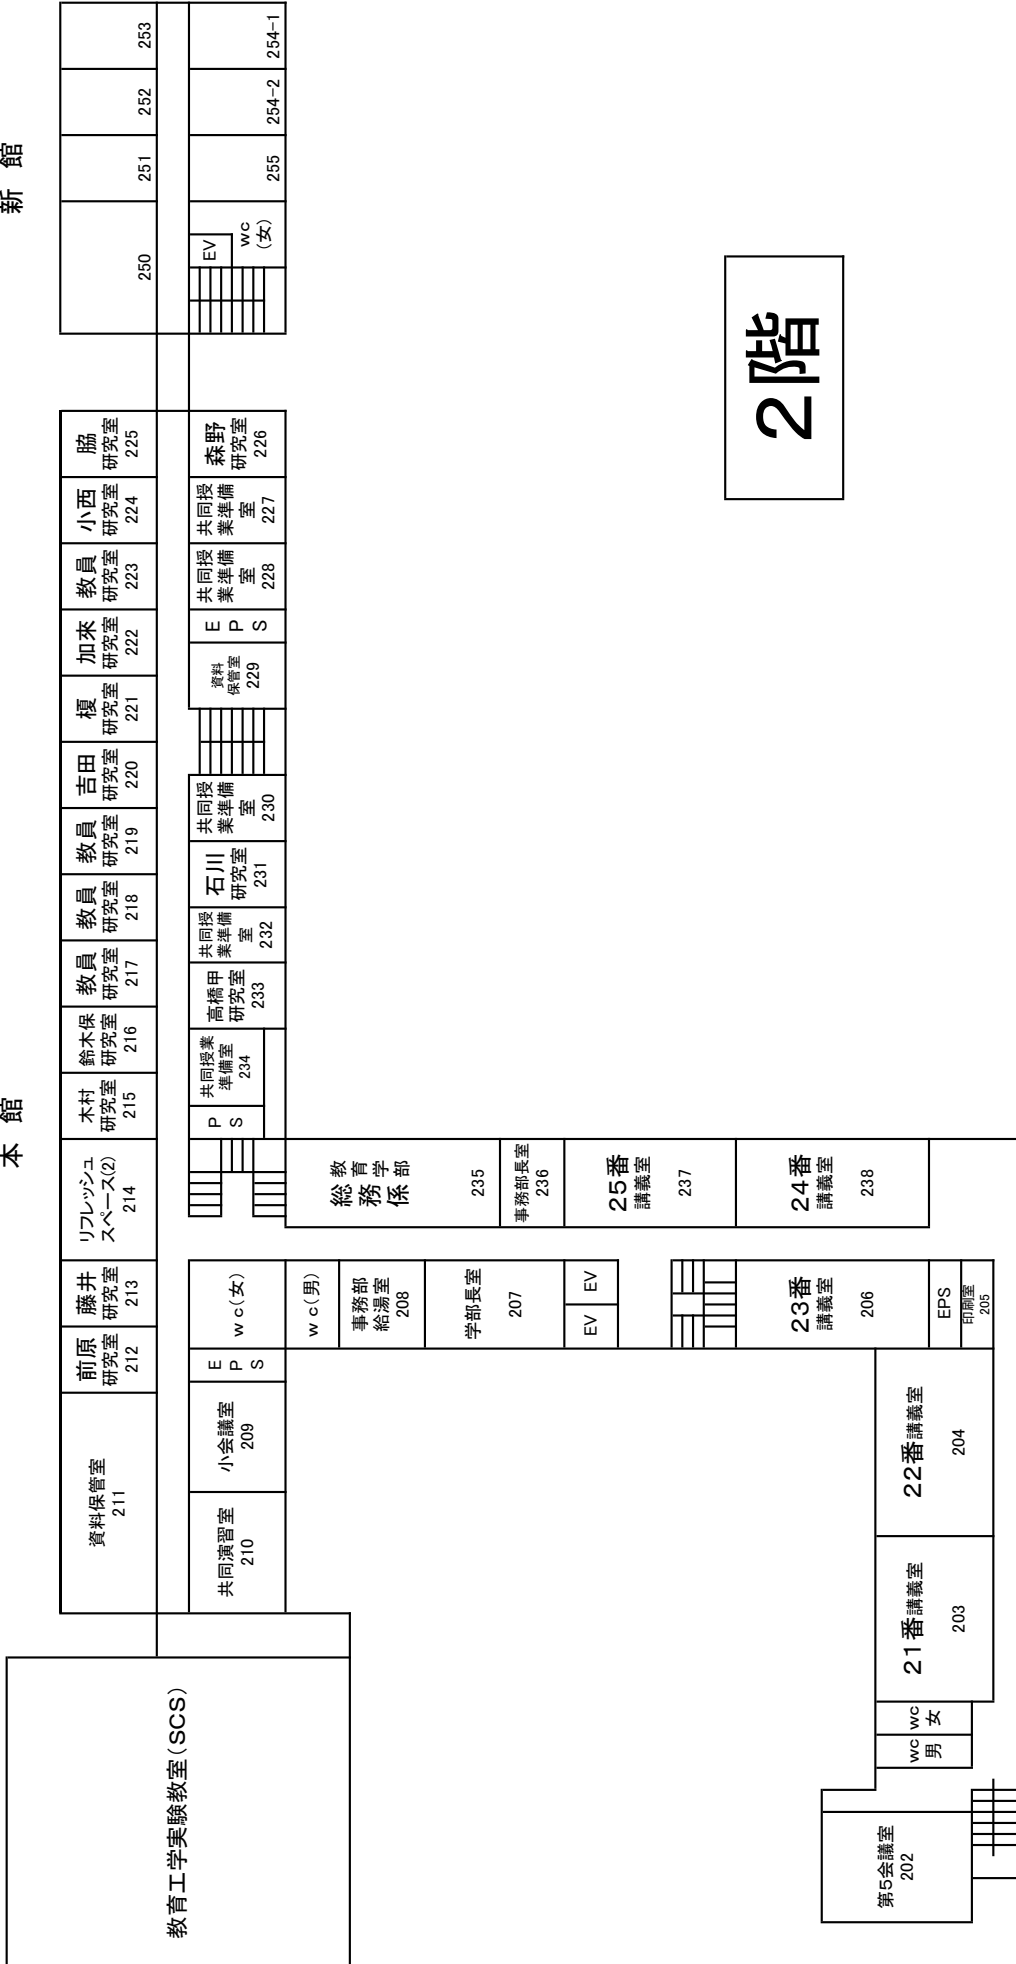 2階
本館
新館
教育工学実験教室(SCS)
資料保管室
211
前原
研究室
212
藤井
研究室
213
リフレッシュ
スペース(2)
214
木村
研究室
215
鈴木保
研究室
216
教員
研究室
217
教員
研究室
218
教員
研究室
219
吉田
研究室
220
榎
研究室
221
加來
研究室
222
教員
研究室
223
小西
研究室
224
脇
研究室
225
250
251
252
253
共同演習室
210
小会議室
209
E
P
S
wc(女)
P
S
共同授業
準備室
234
高橋甲
研究室
233
共同授
業準備
室
232
石川
研究室
231
共同授
業準備
室
230
資料
保管室
229
E
P
S
共同授
業準備
室
228
共同授
業準備
室
227
森野
研究室
226
EV
wc
(女)
255
254-2
254-1
wc(男)
事務部
給湯室
208
学部長室
207
EV
EV
23番
講義室
206
EPS
印刷室
205
教育学部
総務係
235
事務部長室
236
25番
講義室
237
24番
講義室
238
22番講義室
204
21番講義室
203
wc
女
wc
男
第5会議室
202